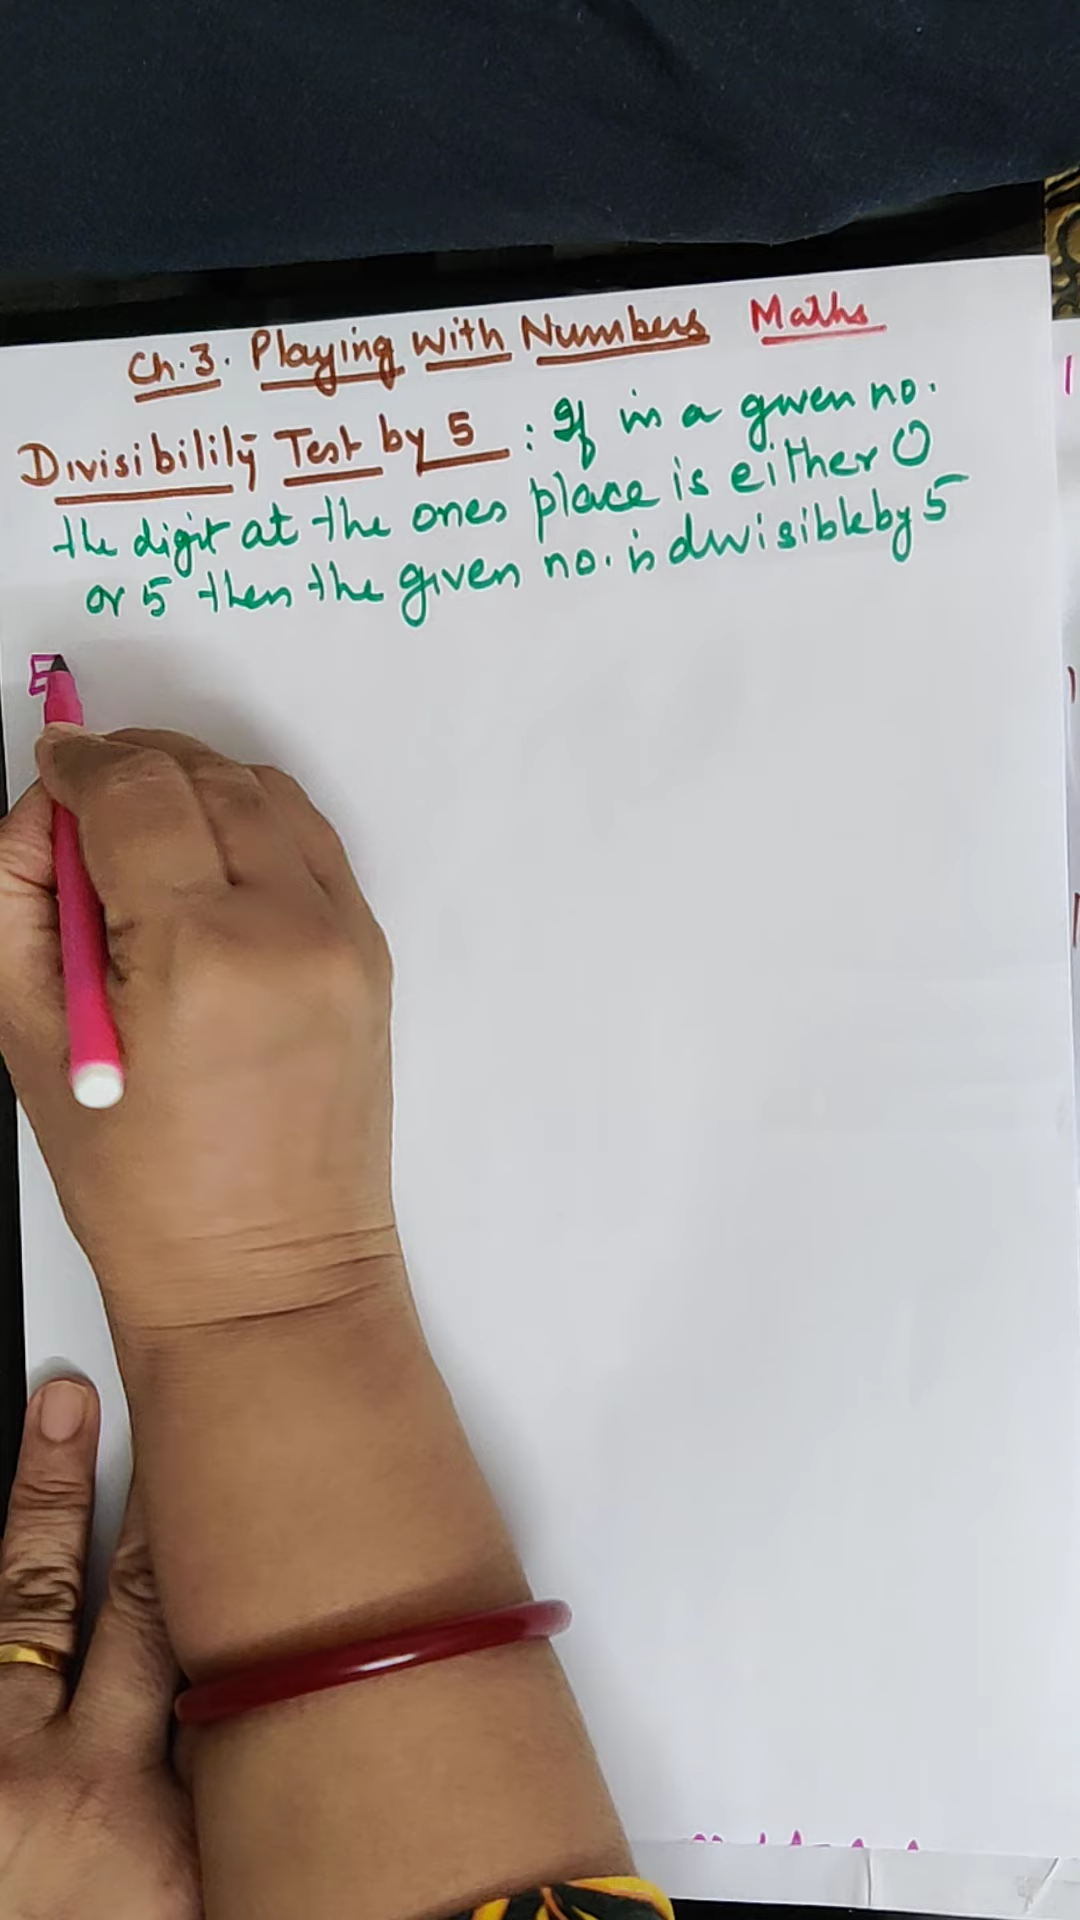 Ch.3. Playing With Numbers Maths
Divisibility Test by 5 : If in a given no.
the digit at the ones place is either 0
or 5 then the given no. is divisible by 5
E